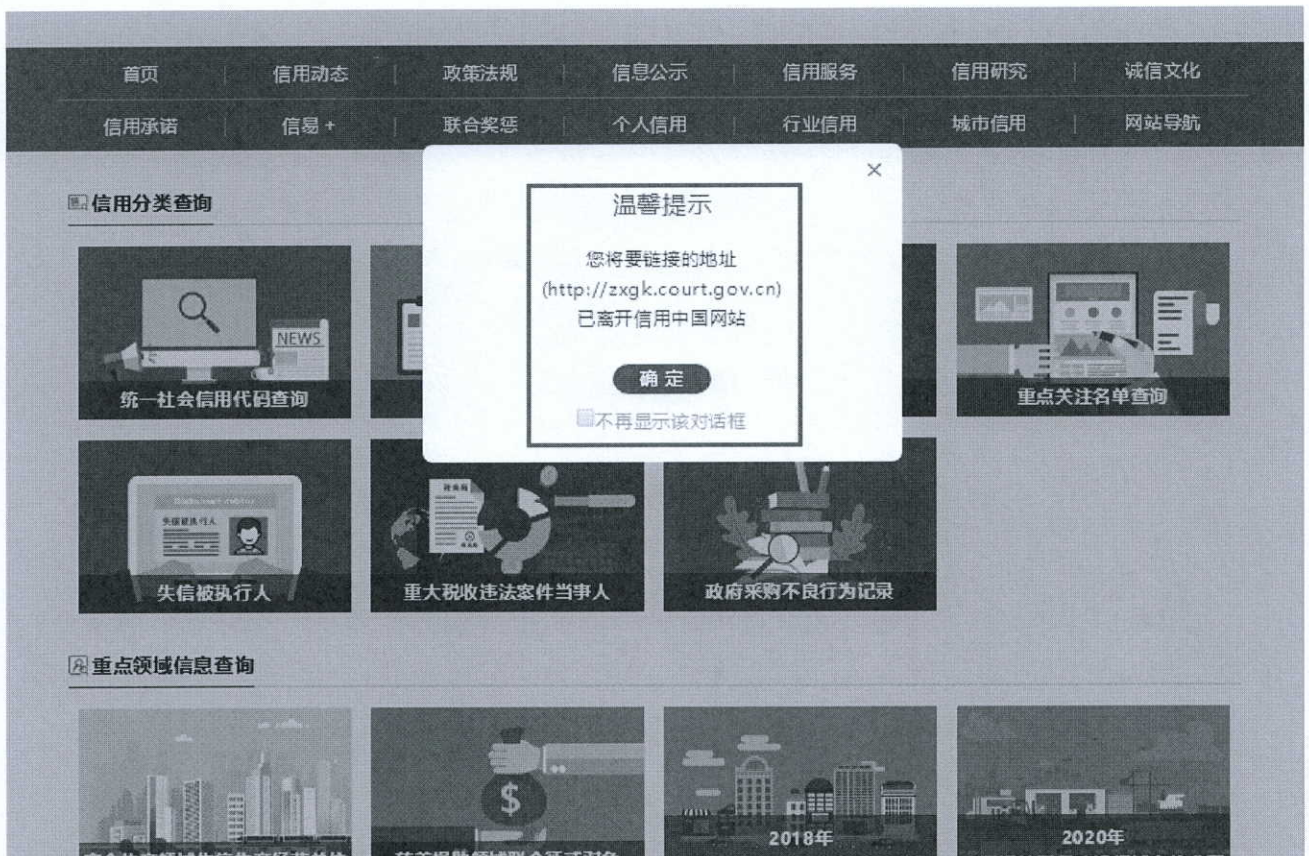 首页 信用动态 政策法规 信息公示 信用服务 信用研究 诚信文化
信用承诺 信易+ 联合奖惩 个人信用 行业信用 城市信用 网站导航
×
温馨提示
您将要链接的地址
(http://zxgk.court.gov.cn)
已离开信用中国网站
确定
不再显示该对话框
信用分类查询
NEWS
统一社会信用代码查询
重点关注名单查询
失信被执行人
失信被执行人
重大税收违法案件当事人
政府采购不良行为记录
重点领域信息查询
$
2018年
2020年